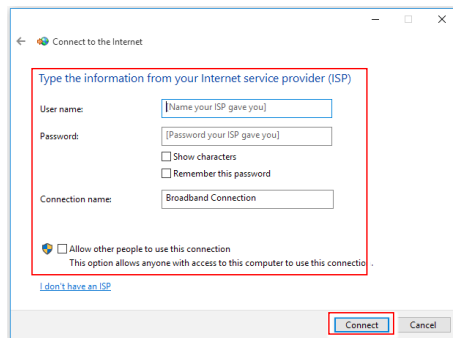 Connect to the Internet
Type the information from your Internet service provider (ISP)
User name: [Name your ISP gave you]
Password: [Password your ISP gave you]
Show characters
Remember this password
Connection name: Broadband Connection
Allow other people to use this connection
This option allows anyone with access to this computer to use this connectio..
I don't have an ISP
Connect Cancel